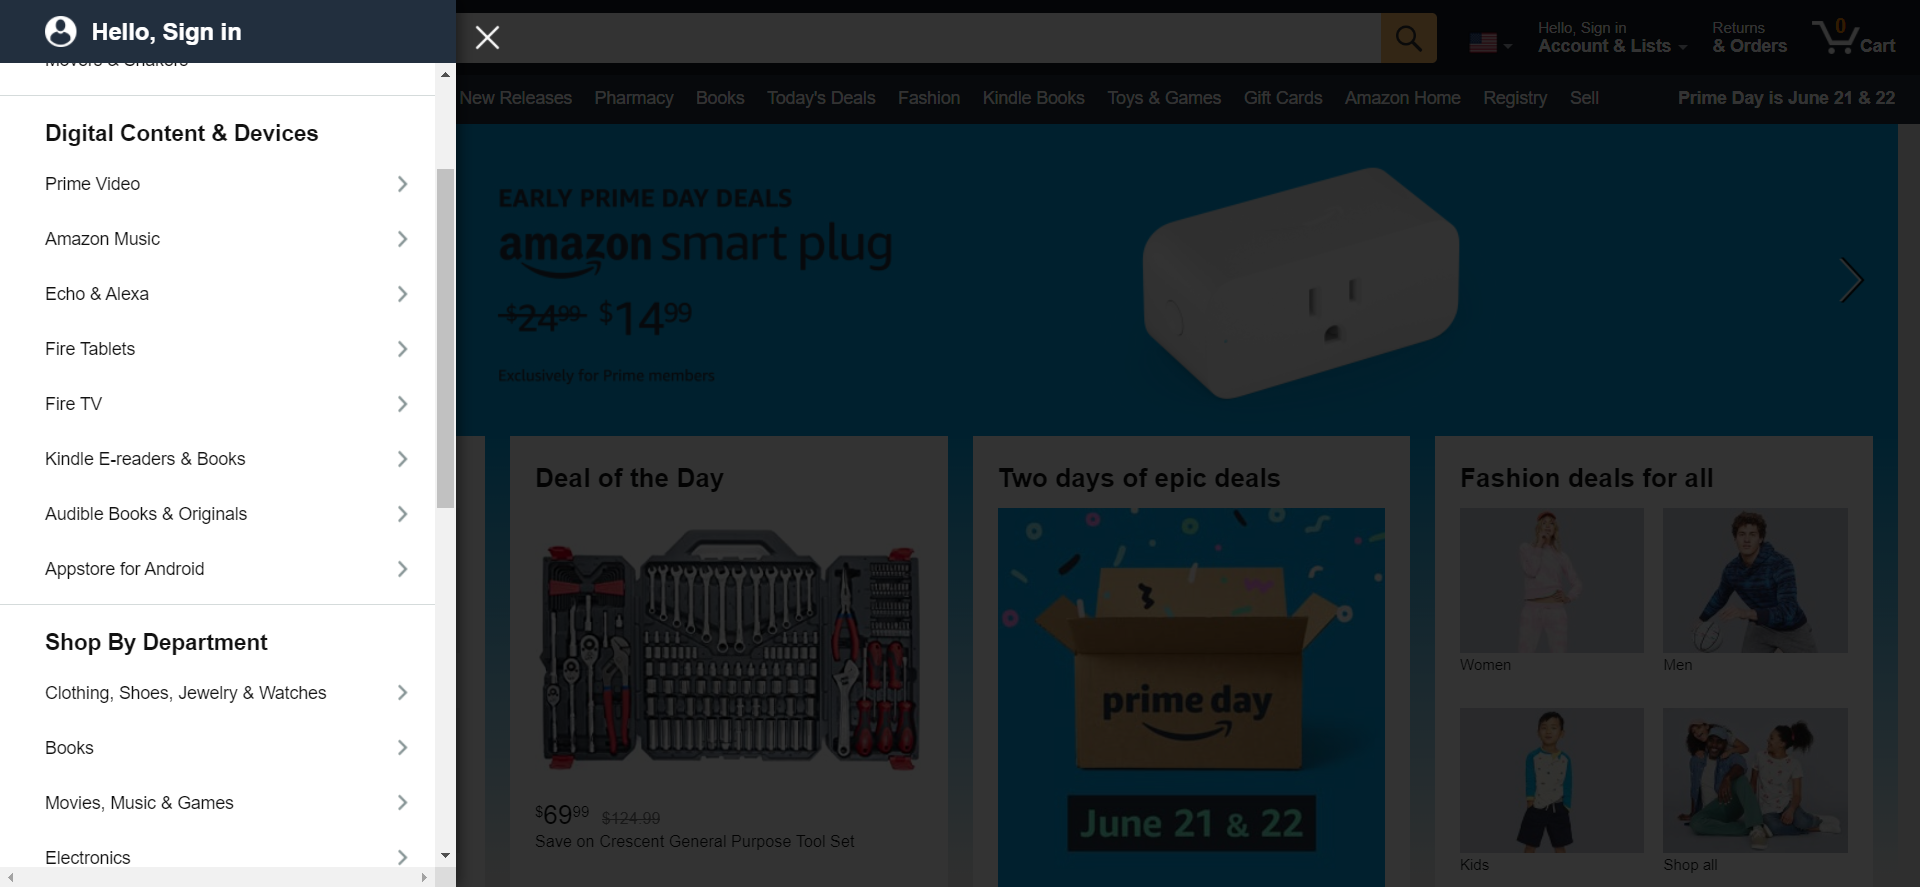 Hello, Sign in
Movers & Shakers
Digital Content & Devices
Prime Video
Amazon Music
Echo & Alexa
Fire Tablets
Fire TV
Kindle E-readers & Books
Audible Books & Originals
Appstore for Android
Shop By Department
Clothing, Shoes, Jewelry & Watches
Books
Movies, Music & Games
Electronics
Hello, Sign in
Account & Lists
Returns
& Orders
0
Cart
New Releases Pharmacy Books Today's Deals Fashion Kindle Books Toys & Games Gift Cards Amazon Home Registry Sell Prime Day is June 21 & 22
EARLY PRIME DAY DEALS
amazon smart plug
$24.99 $14.99
Exclusively for Prime members
Deal of the Day
$69.99 $124.99
Save on Crescent General Purpose Tool Set
Two days of epic deals
prime day
June 21 & 22
Fashion deals for all
Women Men
Kids Shop all